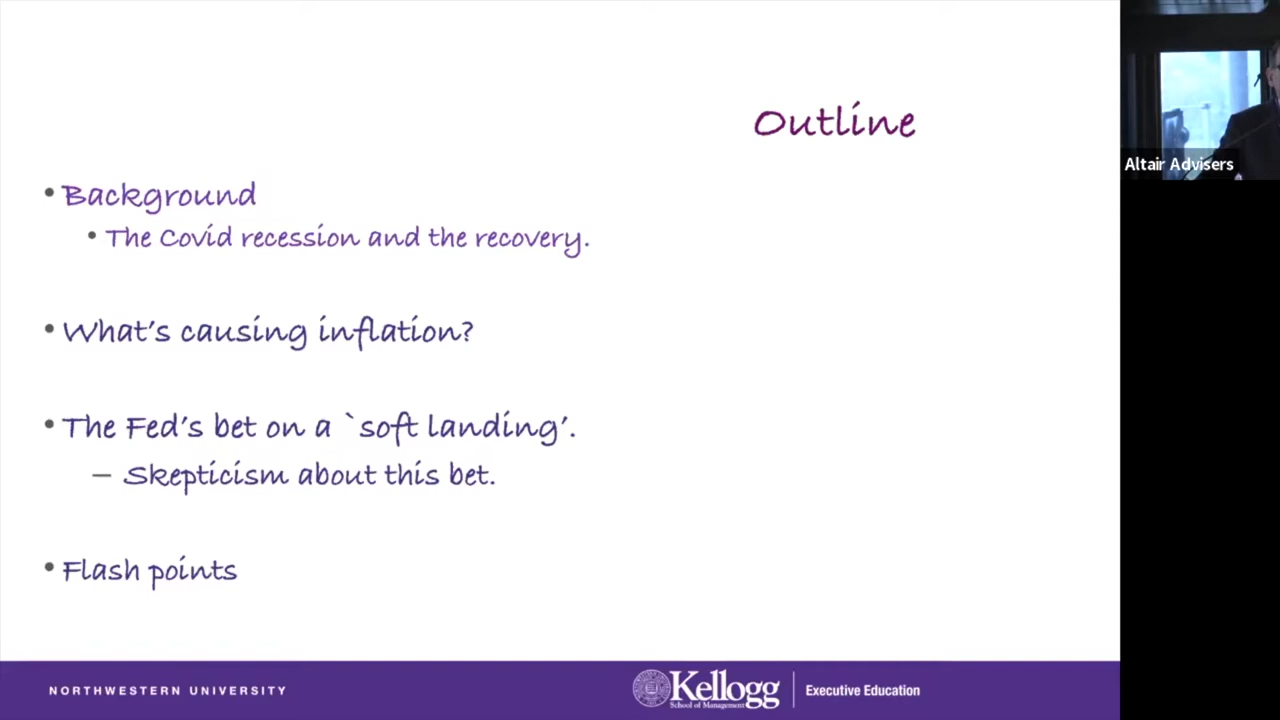 Outline
• Background
• The Covid recession and the recovery.
• What's causing inflation?
• The Fed's bet on a `soft landing'.
– Skepticism about this bet.
• Flash points
NORTHWESTERN UNIVERSITY
Kellogg
School of Management
Executive Education
Altair Advisers